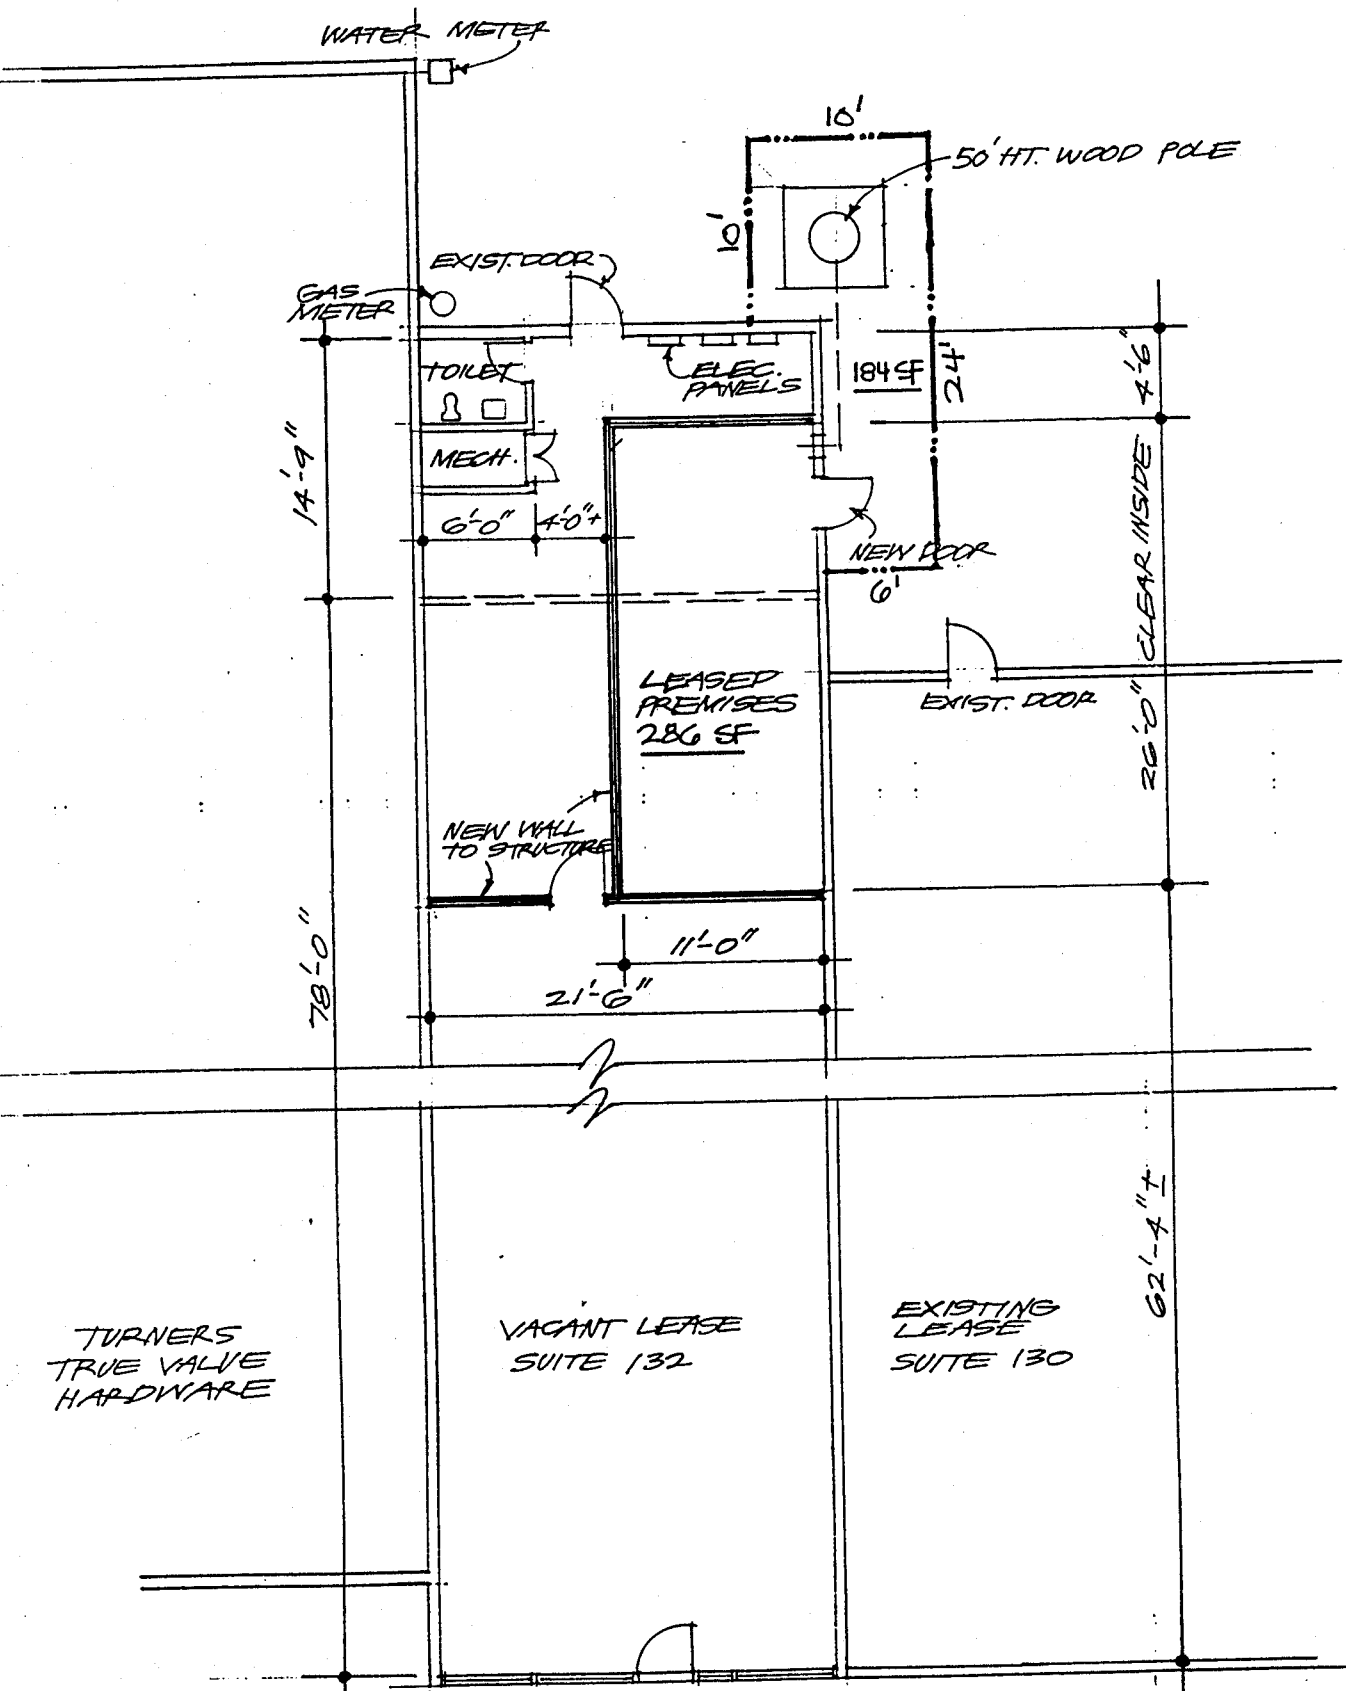 WATER METER
10'
50' HT. WOOD POLE
10'
EXIST. DOOR
GAS
METER
TOILET
ELEC.
PANELS
184 SF
24'
4'-6"
14'-9"
MECH.
6'-0"
4'-0"±
NEW DOOR
6'
26'-0" CLEAR INSIDE
LEASED
PREMISES
286 SF
EXIST. DOOR
NEW WALL
TO STRUCTURE
78'-0"
11'-0"
21'-6"
62'-4"±
TURNERS
TRUE VALUE
HARDWARE
VACANT LEASE
SUITE 132
EXISTING
LEASE
SUITE 130